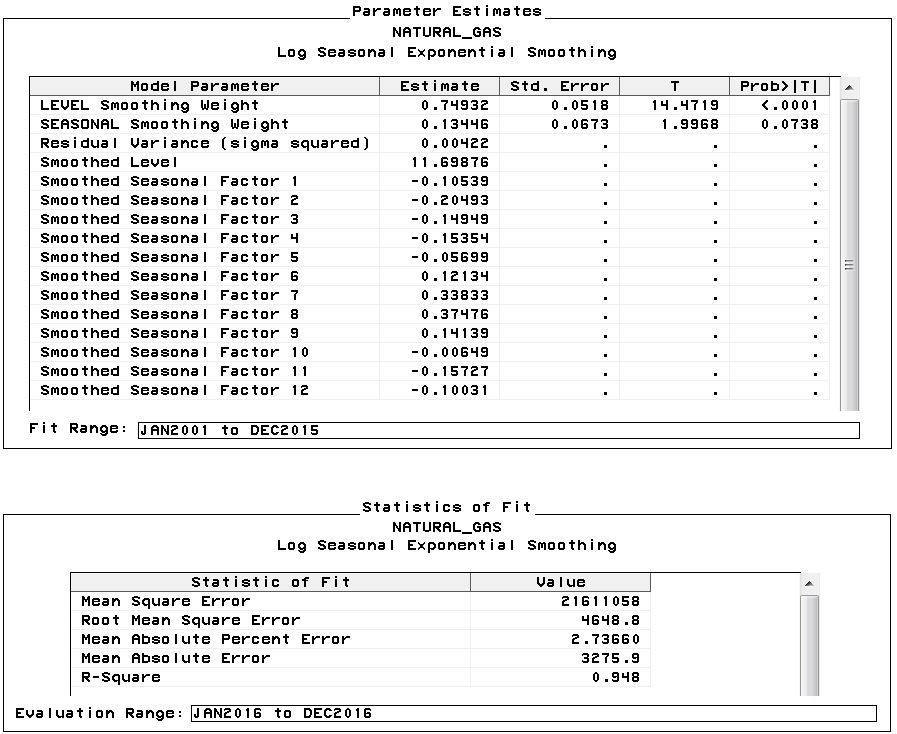 Parameter Estimates
NATURAL_GAS
Log Seasonal Exponential Smoothing
Model Parameter Estimate Std. Error T Prob>|T|
LEVEL Smoothing Weight 0.74932 0.0518 14.4719 <.0001
SEASONAL Smoothing Weight 0.13446 0.0673 1.9968 0.0738
Residual Variance (sigma squared) 0.00422 . . .
Smoothed Level 11.69876 . . .
Smoothed Seasonal Factor 1 -0.10539 . . .
Smoothed Seasonal Factor 2 -0.20493 . . .
Smoothed Seasonal Factor 3 -0.14949 . . .
Smoothed Seasonal Factor 4 -0.15354 . . .
Smoothed Seasonal Factor 5 -0.05699 . . .
Smoothed Seasonal Factor 6 0.12134 . . .
Smoothed Seasonal Factor 7 0.33833 . . .
Smoothed Seasonal Factor 8 0.37476 . . .
Smoothed Seasonal Factor 9 0.14139 . . .
Smoothed Seasonal Factor 10 -0.00649 . . .
Smoothed Seasonal Factor 11 -0.15727 . . .
Smoothed Seasonal Factor 12 -0.10031 . . .
Fit Range: JAN2001 to DEC2015
Statistics of Fit
NATURAL_GAS
Log Seasonal Exponential Smoothing
Statistic of Fit Value
Mean Square Error 21611058
Root Mean Square Error 4648.8
Mean Absolute Percent Error 2.73660
Mean Absolute Error 3275.9
R-Square 0.948
Evaluation Range: JAN2016 to DEC2016